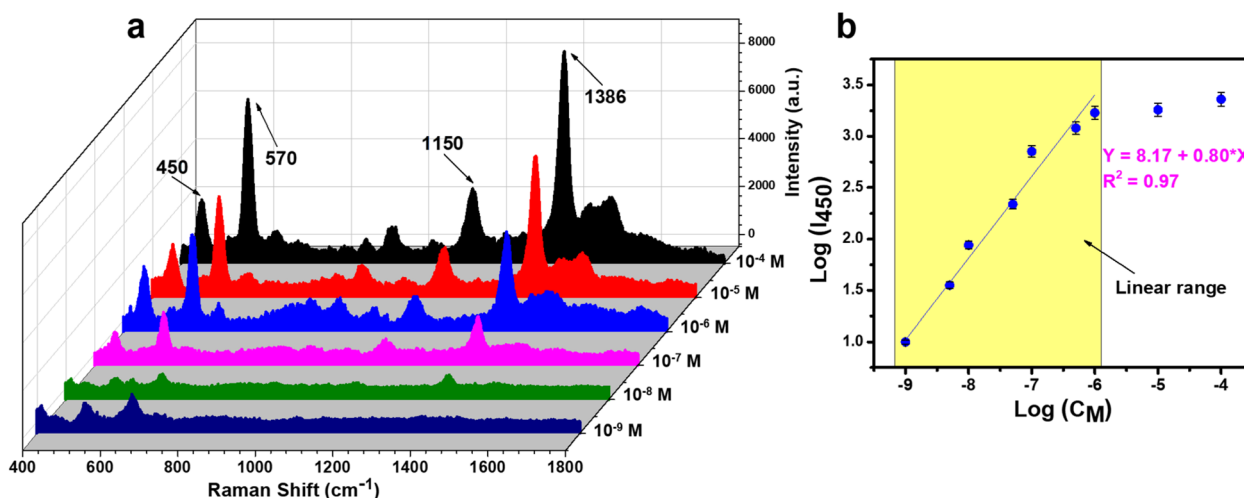 a
8000
6000
4000
2000
0
Intensity (a.u.)
450
570
1150
1386
10-4 M
10-5 M
10-6 M
10-7 M
10-8 M
10-9 M
400 600 800 1000 1200 1400 1600 1800
Raman Shift (cm-1)
b
3.5
3.0
2.5
2.0
1.5
1.0
Log (I450)
Y = 8.17 + 0.80*X
R2 = 0.97
Linear range
-9 -8 -7 -6 -5 -4
Log (CM)